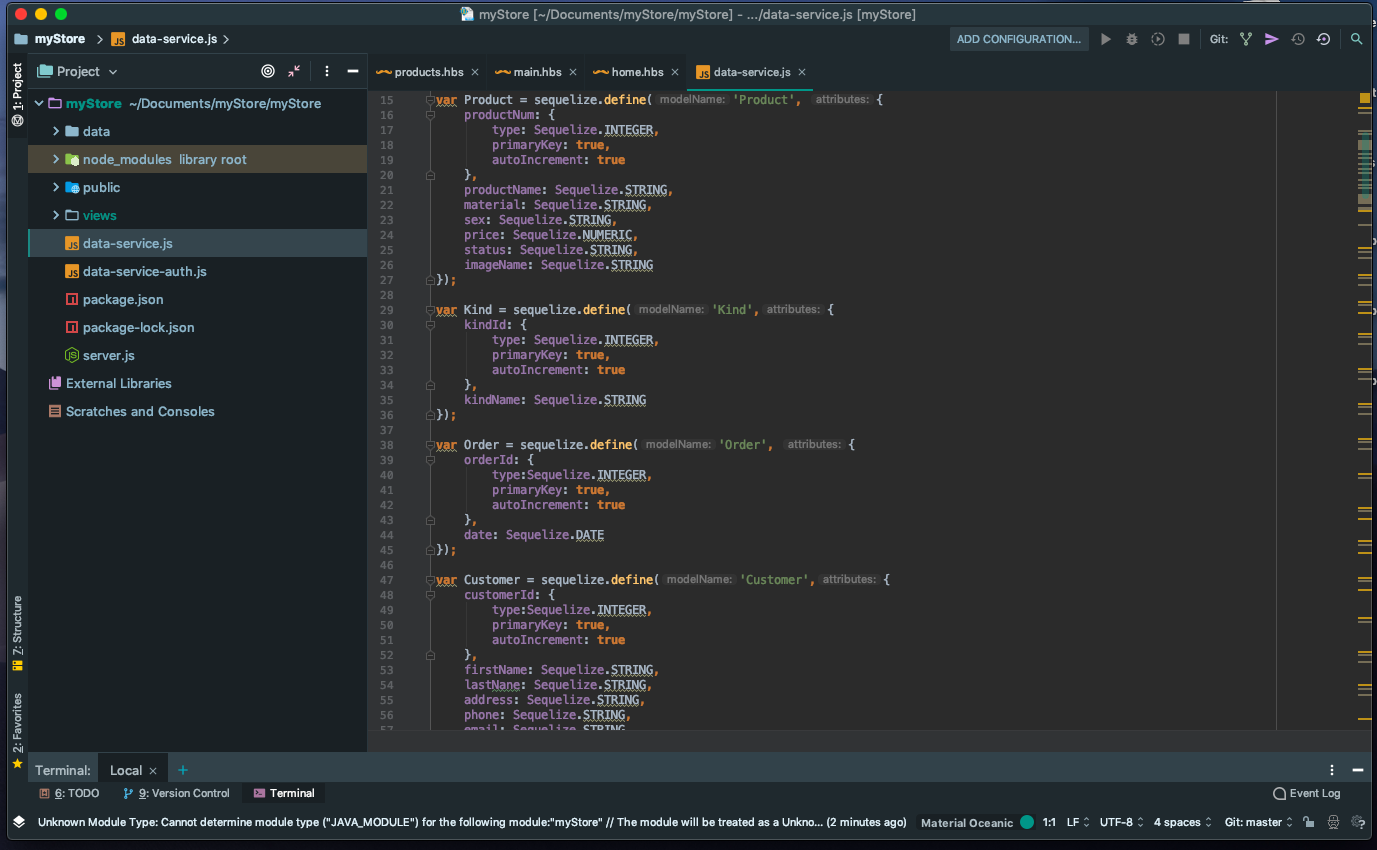 myStore [~/Documents/myStore/myStore] - .../data-service.js [myStore]
myStore
data-service.js
ADD CONFIGURATION...
Git:
1: Project
Project
products.hbs
main.hbs
home.hbs
JS data-service.js
myStore ~/Documents/myStore/myStore
data
node_modules library root
public
views
JS data-service.js
JS data-service-auth.js
package.json
package-lock.json
server.js
External Libraries
Scratches and Consoles
15 var Product = sequelize.define( modelName: 'Product', attributes: {
16 productNum: {
17 type: Sequelize.INTEGER,
18 primaryKey: true,
19 autoIncrement: true
20 },
21 productName: Sequelize.STRING,
22 material: Sequelize.STRING,
23 sex: Sequelize.STRING,
24 price: Sequelize.NUMERIC,
25 status: Sequelize.STRING,
26 imageName: Sequelize.STRING
27 });
28
29 var Kind = sequelize.define( modelName: 'Kind', attributes: {
30 kindId: {
31 type: Sequelize.INTEGER,
32 primaryKey: true,
33 autoIncrement: true
34 },
35 kindName: Sequelize.STRING
36 });
37
38 var Order = sequelize.define( modelName: 'Order', attributes: {
39 orderId: {
40 type:Sequelize.INTEGER,
41 primaryKey: true,
42 autoIncrement: true
43 },
44 date: Sequelize.DATE
45 });
46
47 var Customer = sequelize.define( modelName: 'Customer', attributes: {
48 customerId: {
49 type:Sequelize.INTEGER,
50 primaryKey: true,
51 autoIncrement: true
52 },
53 firstName: Sequelize.STRING,
54 lastNane: Sequelize.STRING,
55 address: Sequelize.STRING,
56 phone: Sequelize.STRING,
57 email: Sequelize.STRING
7: Structure
2: Favorites
Terminal:
Local
6: TODO
9: Version Control
Terminal
Event Log
Unknown Module Type: Cannot determine module type ("JAVA_MODULE") for the following module:"myStore" // The module will be treated as a Unkno... (2 minutes ago)
Material Oceanic
1:1
LF
UTF-8
4 spaces
Git: master